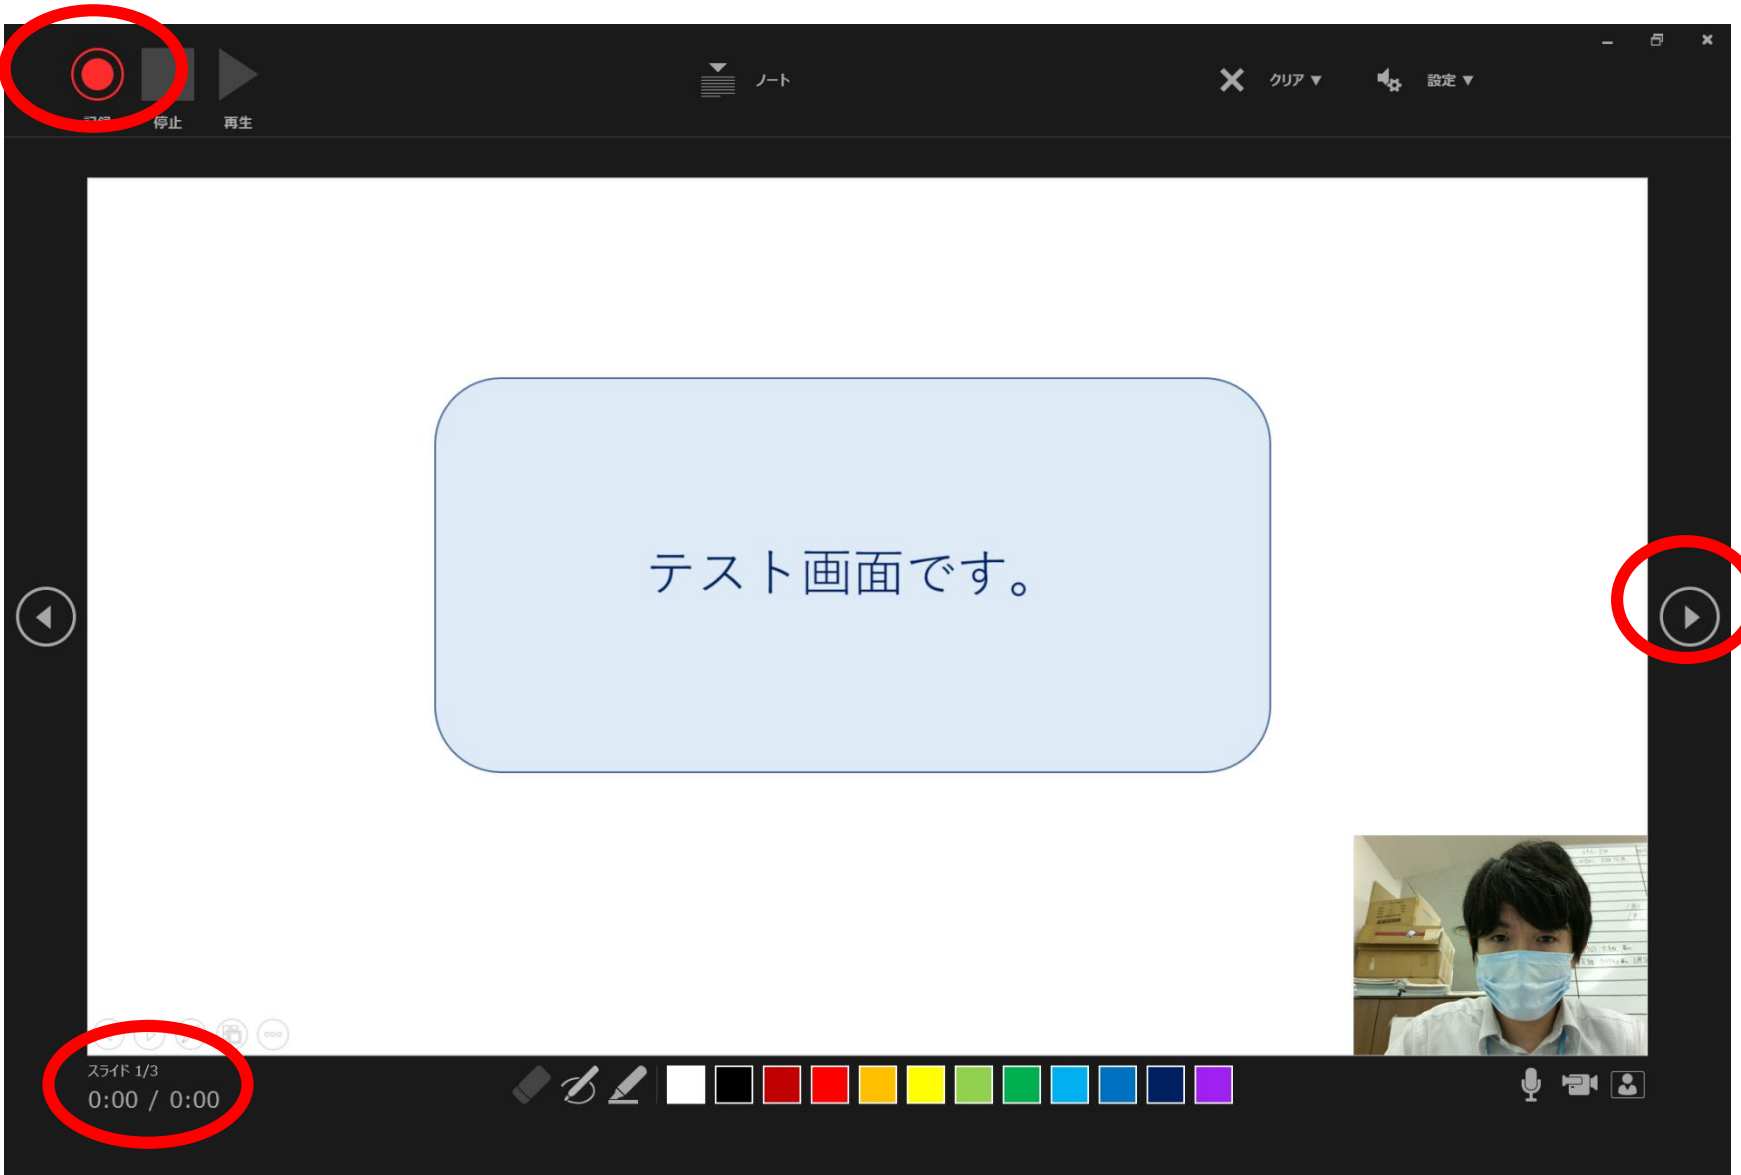 停止
再生
ノート
クリア ▼
設定 ▼
テスト画面です。
スライド 1/3
0:00 / 0:00